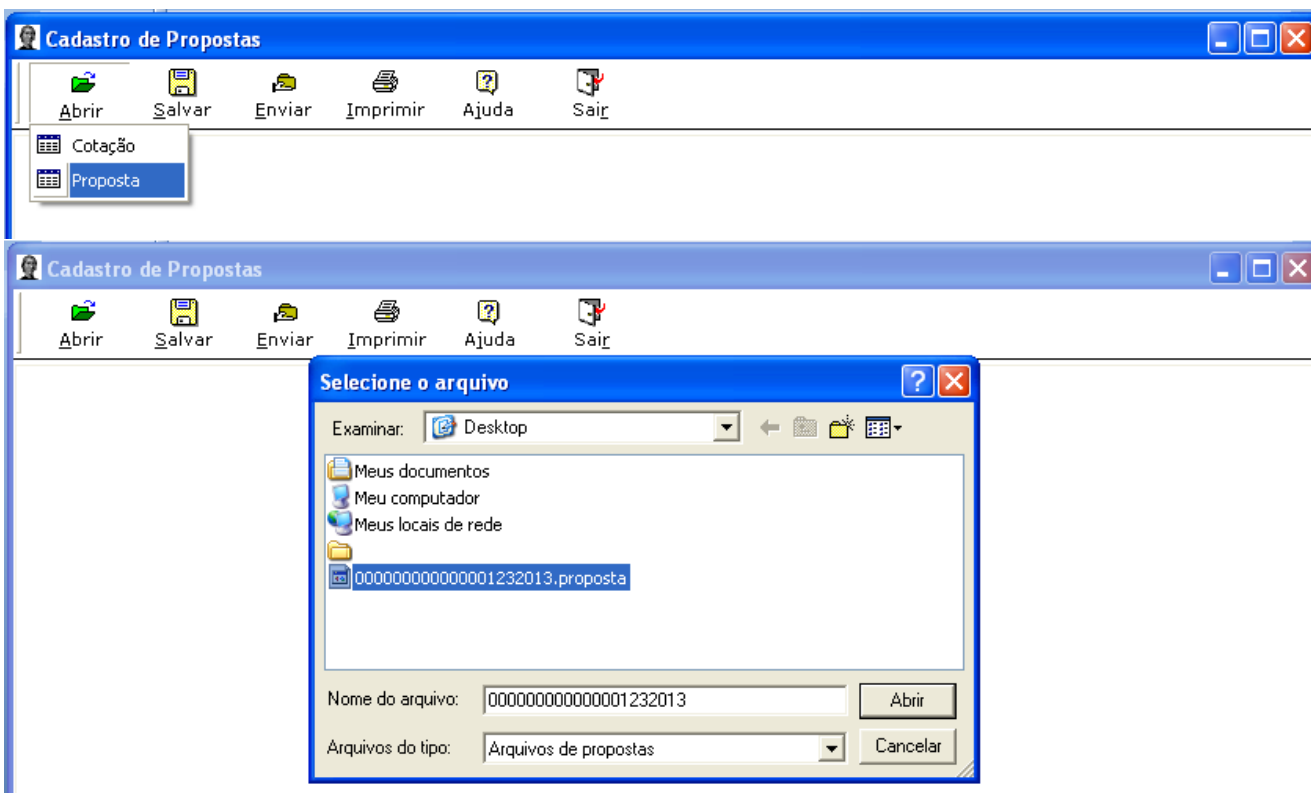 Cadastro de Propostas
Abrir Salvar Enviar Imprimir Ajuda Sair
Cotação
Proposta
Cadastro de Propostas
Abrir Salvar Enviar Imprimir Ajuda Sair
Selecione o arquivo
Examinar: Desktop
Meus documentos
Meu computador
Meus locais de rede
000000000000001232013.proposta
Nome do arquivo: 000000000000001232013 Abrir
Arquivos do tipo: Arquivos de propostas Cancelar